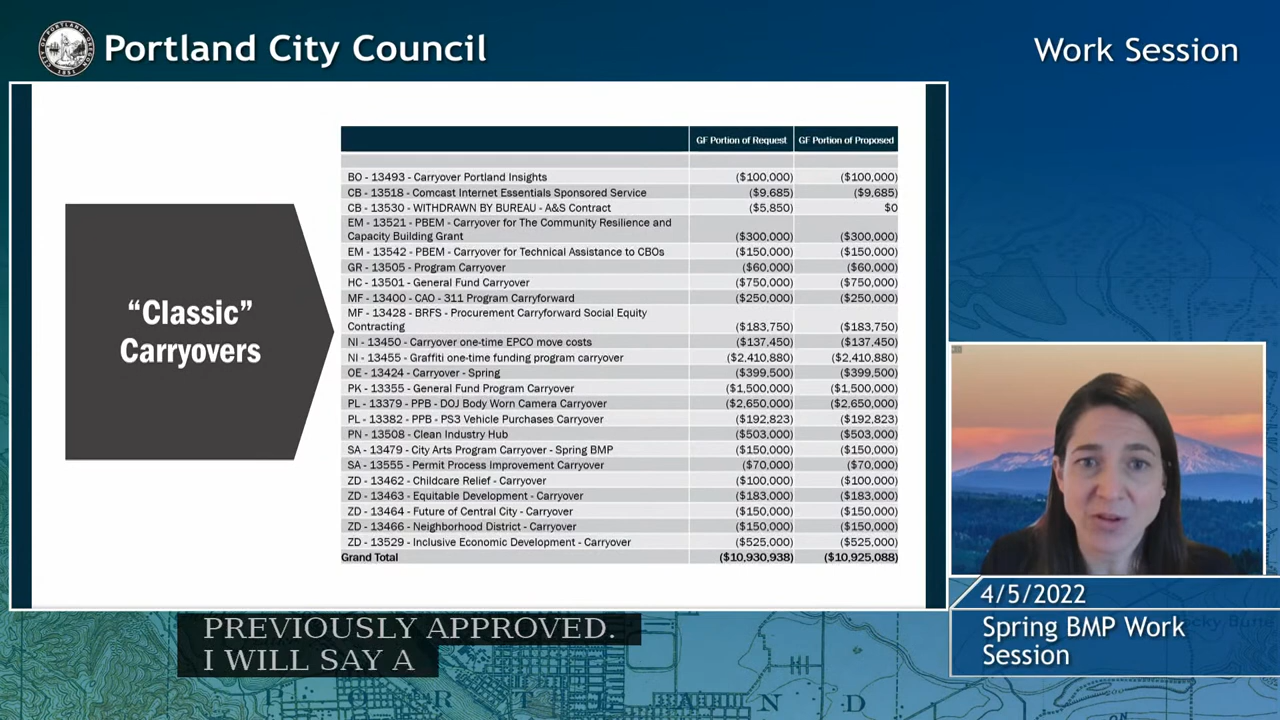 Portland City Council
Work Session
GF Portion of Request GF Portion of Proposed
BO - 13493 - Carryover Portland Insights ($100,000) ($100,000)
CB - 13518 - Comcast Internet Essentials Sponsored Service ($9,685) ($9,685)
CB - 13530 - WITHDRAWN BY BUREAU - A&S Contract ($5,850) $0
EM - 13521 - PBEM - Carryover for The Community Resilience and
Capacity Building Grant ($300,000) ($300,000)
EM - 13542 - PBEM - Carryover for Technical Assistance to CBOs ($150,000) ($150,000)
GR - 13505 - Program Carryover ($60,000) ($60,000)
HC - 13501 - General Fund Carryover ($750,000) ($750,000)
MF - 13400 - CAO - 311 Program Carryforward ($250,000) ($250,000)
MF - 13428 - BRFS - Procurement Carryforward Social Equity
Contracting ($183,750) ($183,750)
NI - 13450 - Carryover one-time EPCO move costs ($137,450) ($137,450)
NI - 13455 - Graffiti one-time funding program carryover ($2,410,880) ($2,410,880)
OE - 13424 - Carryover - Spring ($399,500) ($399,500)
PK - 13355 - General Fund Program Carryover ($1,500,000) ($1,500,000)
PL - 13379 - PPB - DOJ Body Worn Camera Carryover ($2,650,000) ($2,650,000)
PL - 13382 - PPB - PS3 Vehicle Purchases Carryover ($192,823) ($192,823)
PN - 13508 - Clean Industry Hub ($503,000) ($503,000)
SA - 13479 - City Arts Program Carryover - Spring BMP ($150,000) ($150,000)
SA - 13555 - Permit Process Improvement Carryover ($70,000) ($70,000)
ZD - 13462 - Childcare Relief - Carryover ($100,000) ($100,000)
ZD - 13463 - Equitable Development - Carryover ($183,000) ($183,000)
ZD - 13464 - Future of Central City - Carryover ($150,000) ($150,000)
ZD - 13466 - Neighborhood District - Carryover ($150,000) ($150,000)
ZD - 13529 - Inclusive Economic Development - Carryover ($525,000) ($525,000)
Grand Total ($10,930,938) ($10,925,088)
“Classic”
Carryovers
4/5/2022
Spring BMP Work
Session
PREVIOUSLY APPROVED.
I WILL SAY A